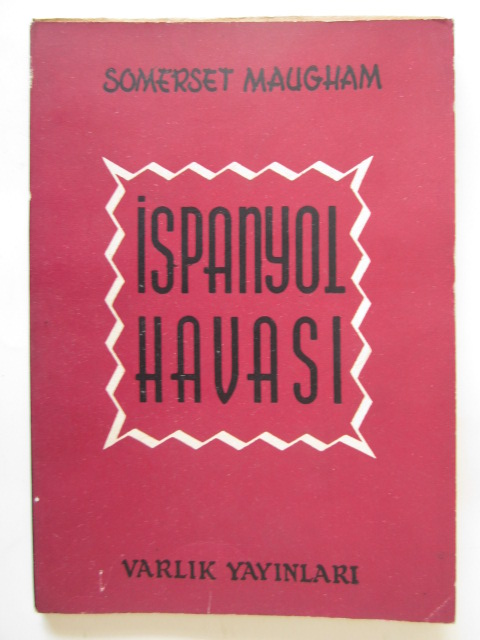 SOMERSET MAUGHAM
İSPANYOL
HAVASI
VARLIK YAYINLARI